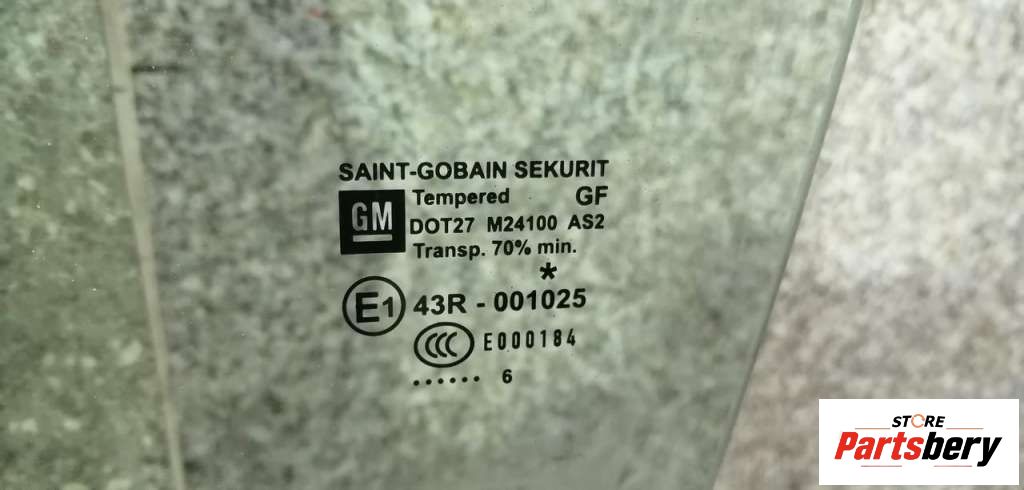 SAINT-GOBAIN SEKURIT
GM Tempered GF
DOT27 M24100 AS2
Transp. 70% min.
*
E1 43R - 001025
CCC E000184
...... 6
STORE
Partsbery